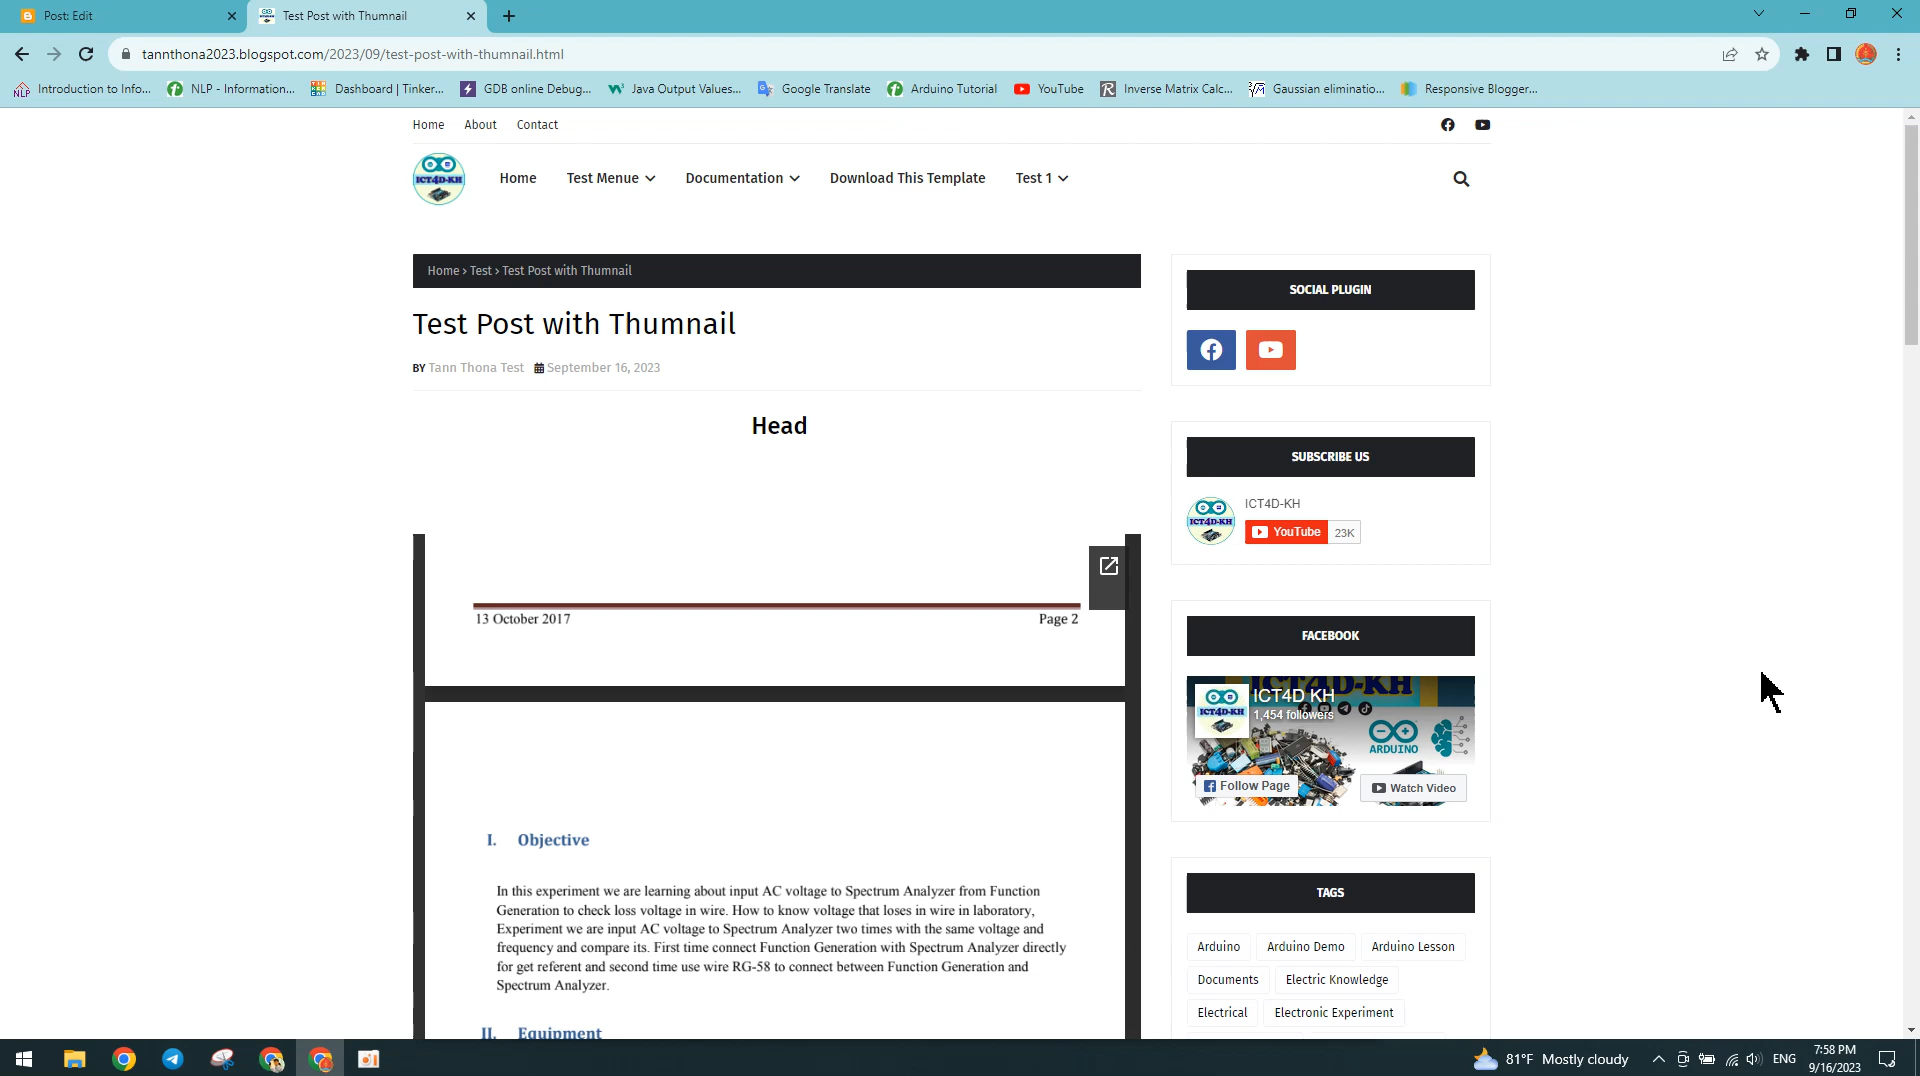 Post: Edit
Test Post with Thumnail
tannthona2023.blogspot.com/2023/09/test-post-with-thumnail.html
Introduction to Info...
NLP - Information...
Dashboard | Tinker...
GDB online Debug...
Java Output Values...
Google Translate
Arduino Tutorial
YouTube
Inverse Matrix Calc...
Gaussian eliminatio...
Responsive Blogger...
Home About Contact
ICT4D-KH
Home
Test Menue
Documentation
Download This Template
Test 1
Home › Test › Test Post with Thumnail
Test Post with Thumnail
BY Tann Thona Test September 16, 2023
Head
13 October 2017 Page 2
I. Objective
In this experiment we are learning about input AC voltage to Spectrum Analyzer from Function
Generation to check loss voltage in wire. How to know voltage that loses in wire in laboratory,
Experiment we are input AC voltage to Spectrum Analyzer two times with the same voltage and
frequency and compare its. First time connect Function Generation with Spectrum Analyzer directly
for get referent and second time use wire RG-58 to connect between Function Generation and
Spectrum Analyzer.
II. Equipment
SOCIAL PLUGIN
SUBSCRIBE US
ICT4D-KH
ICT4D-KH
YouTube 23K
FACEBOOK
ICT4D-KH
ICT4D-KH
ICT4D KH
1,454 followers
ARDUINO
Follow Page
Watch Video
TAGS
Arduino
Arduino Demo
Arduino Lesson
Documents
Electric Knowledge
Electrical
Electronic Experiment
81°F Mostly cloudy
ENG
7:58 PM
9/16/2023